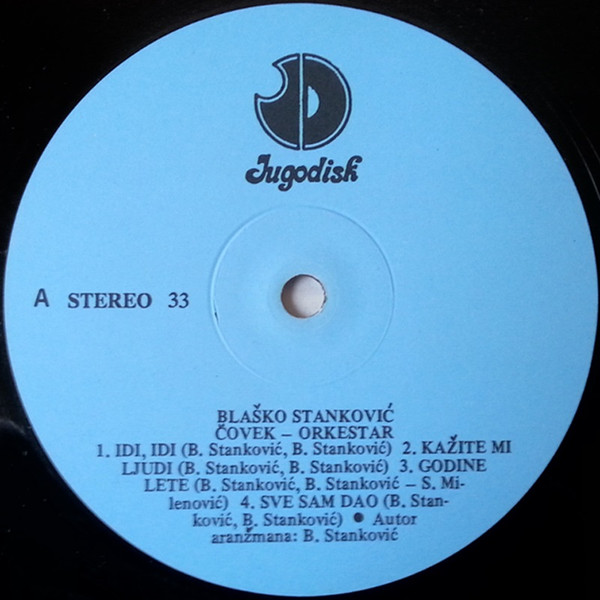 Jugodisk
A STEREO 33
BLAŠKO STANKOVIĆ
ČOVEK – ORKESTAR
1. IDI, IDI (B. Stanković, B. Stanković) 2. KAŽITE MI
LJUDI (B. Stanković, B. Stanković) 3. GODINE
LETE (B. Stanković, B. Stanković – S. Mi-
lenović) 4. SVE SAM DAO (B. Stan-
ković, B. Stanković) ● Autor
aranžmana: B. Stanković